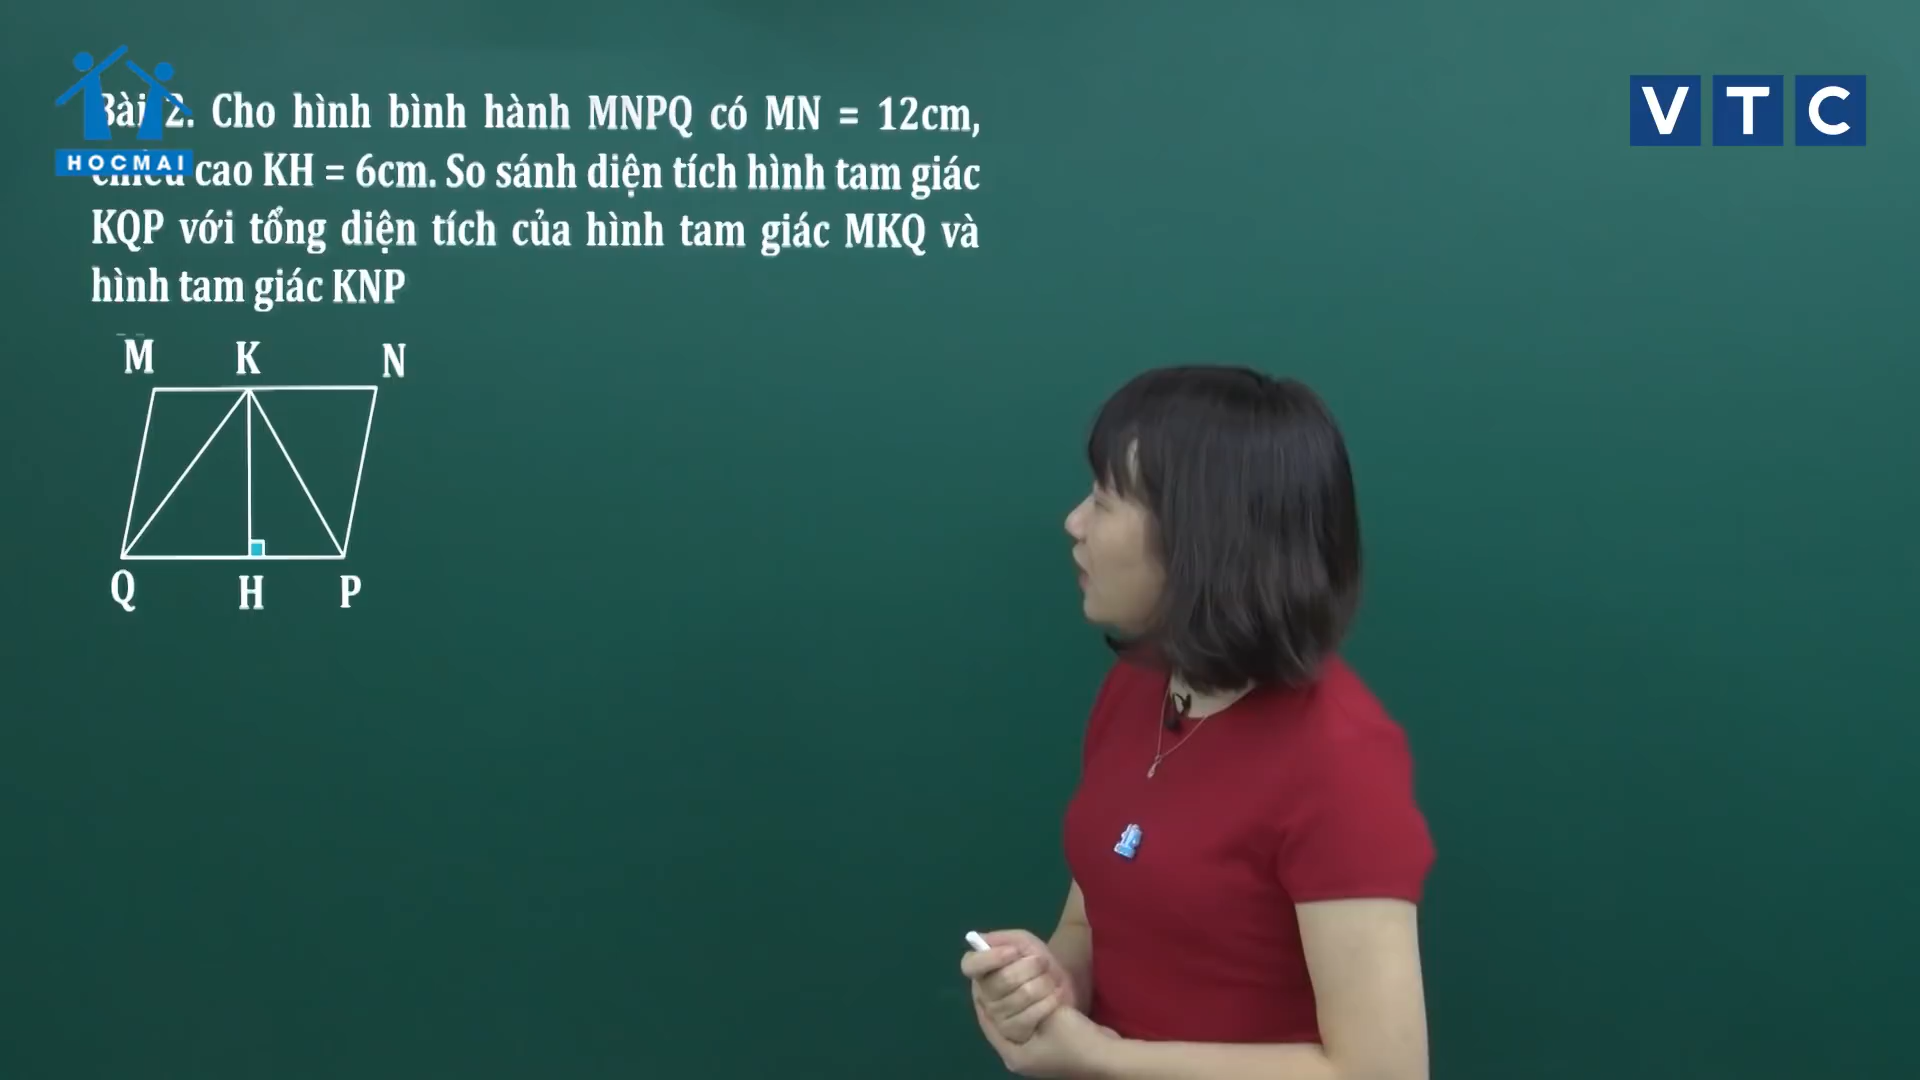 HOCMAI
VTC
Bài 2. Cho hình bình hành MNPQ có MN = 12cm,
chiều cao KH = 6cm. So sánh diện tích hình tam giác
KQP với tổng diện tích của hình tam giác MKQ và
hình tam giác KNP
M K N
Q H P